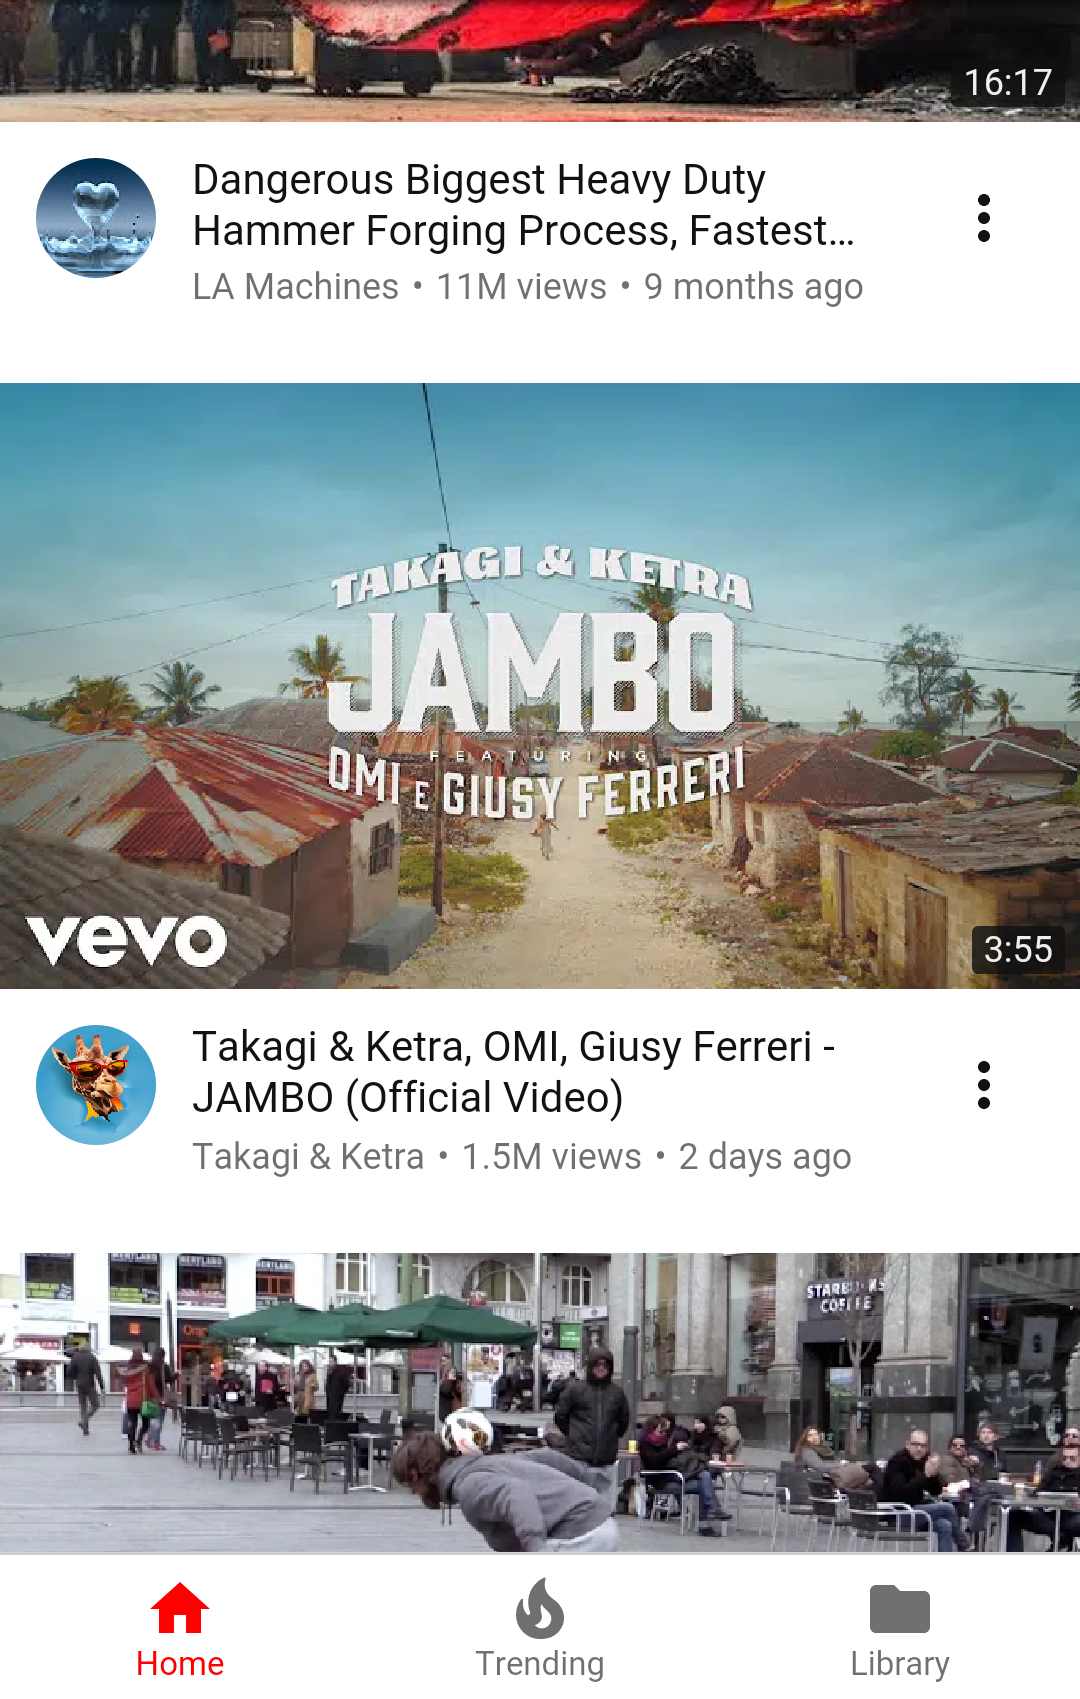 16:17
Dangerous Biggest Heavy Duty
Hammer Forging Process, Fastest...
LA Machines • 11M views • 9 months ago
TAKAGI & KETRA
JAMBO
FEATURING
OMI E GIUSY FERRERI
vevo
3:55
Takagi & Ketra, OMI, Giusy Ferreri -
JAMBO (Official Video)
Takagi & Ketra • 1.5M views • 2 days ago
STARBUCKS
COFFEE
Home
Trending
Library